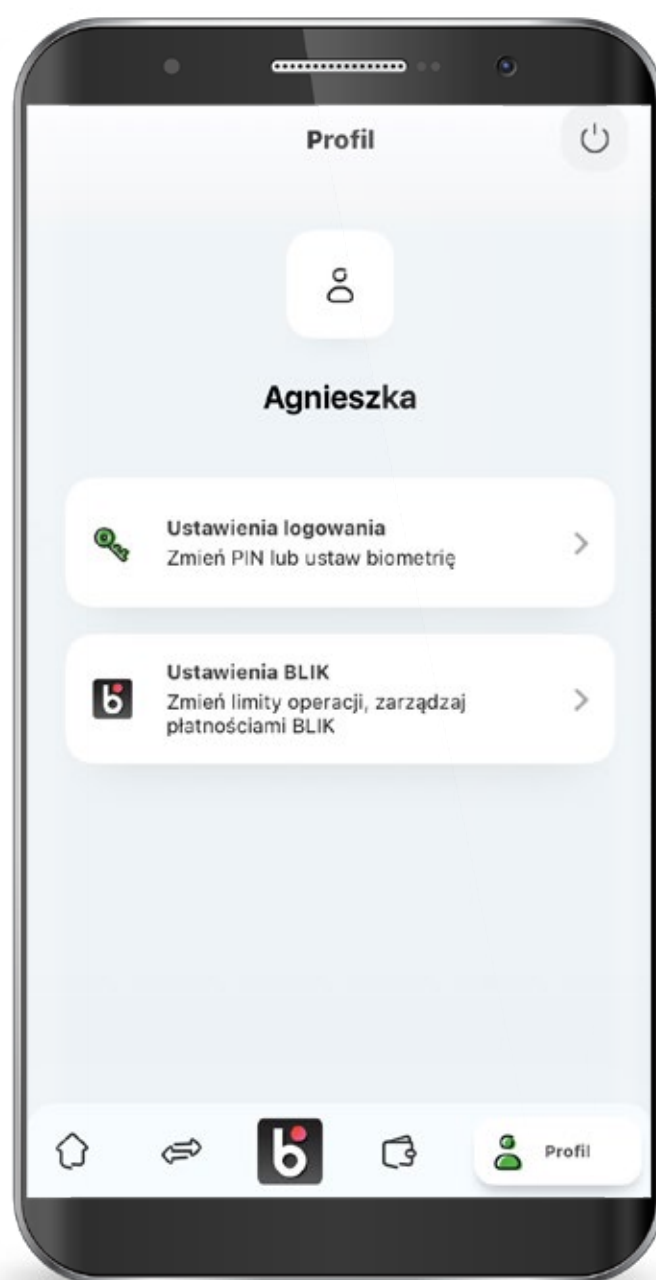 Profil
Agnieszka
Ustawienia logowania
Zmień PIN lub ustaw biometrię
Ustawienia BLIK
Zmień limity operacji, zarządzaj
płatnościami BLIK
Profil